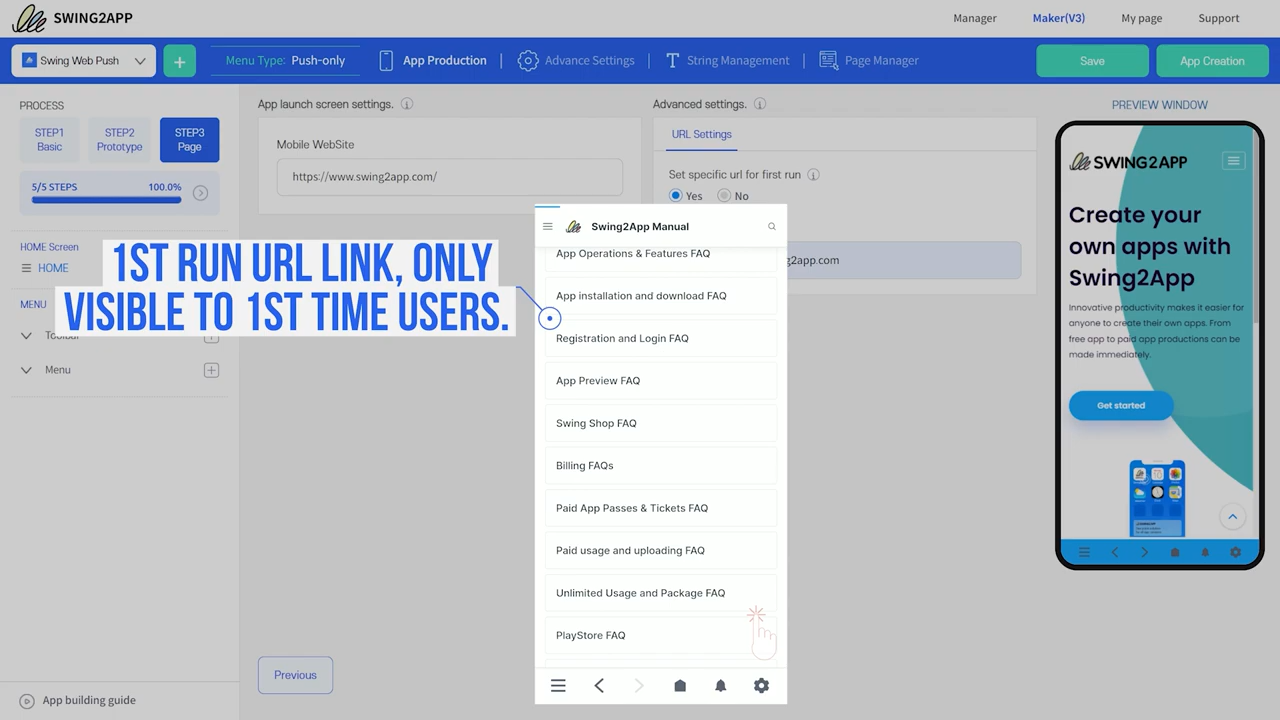 SWING2APP
Manager
Maker(V3)
My page
Support
Swing Web Push
+
Menu Type: Push-only
App Production
Advance Settings
String Management
Page Manager
Save
App Creation
PROCESS
STEP1
Basic
STEP2
Prototype
STEP3
Page
5/5 STEPS 100.0%
HOME Screen
HOME
MENU
Menu
App building guide
App launch screen settings.
Mobile WebSite
https://www.swing2app.com/
Advanced settings.
URL Settings
Set specific url for first run
Yes No
g2app.com
1ST RUN URL LINK, ONLY
VISIBLE TO 1ST TIME USERS.
Swing2App Manual
App Operations & Features FAQ
App installation and download FAQ
Registration and Login FAQ
App Preview FAQ
Swing Shop FAQ
Billing FAQs
Paid App Passes & Tickets FAQ
Paid usage and uploading FAQ
Unlimited Usage and Package FAQ
PlayStore FAQ
Previous
PREVIEW WINDOW
SWING2APP
Create your
own apps with
Swing2App
Innovative productivity makes it easier for
anyone to create their own apps. From
free app to paid app productions can be
made immediately.
Get started